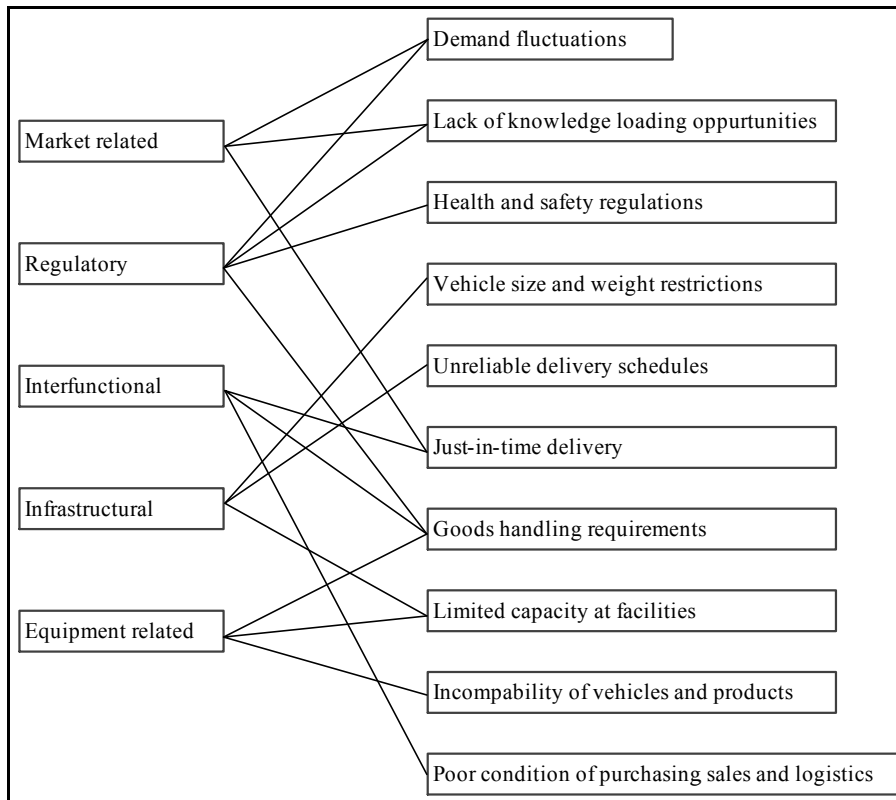 Market related
Regulatory
Interfunctional
Infrastructural
Equipment related
Demand fluctuations
Lack of knowledge loading oppurtunities
Health and safety regulations
Vehicle size and weight restrictions
Unreliable delivery schedules
Just-in-time delivery
Goods handling requirements
Limited capacity at facilities
Incompability of vehicles and products
Poor condition of purchasing sales and logistics